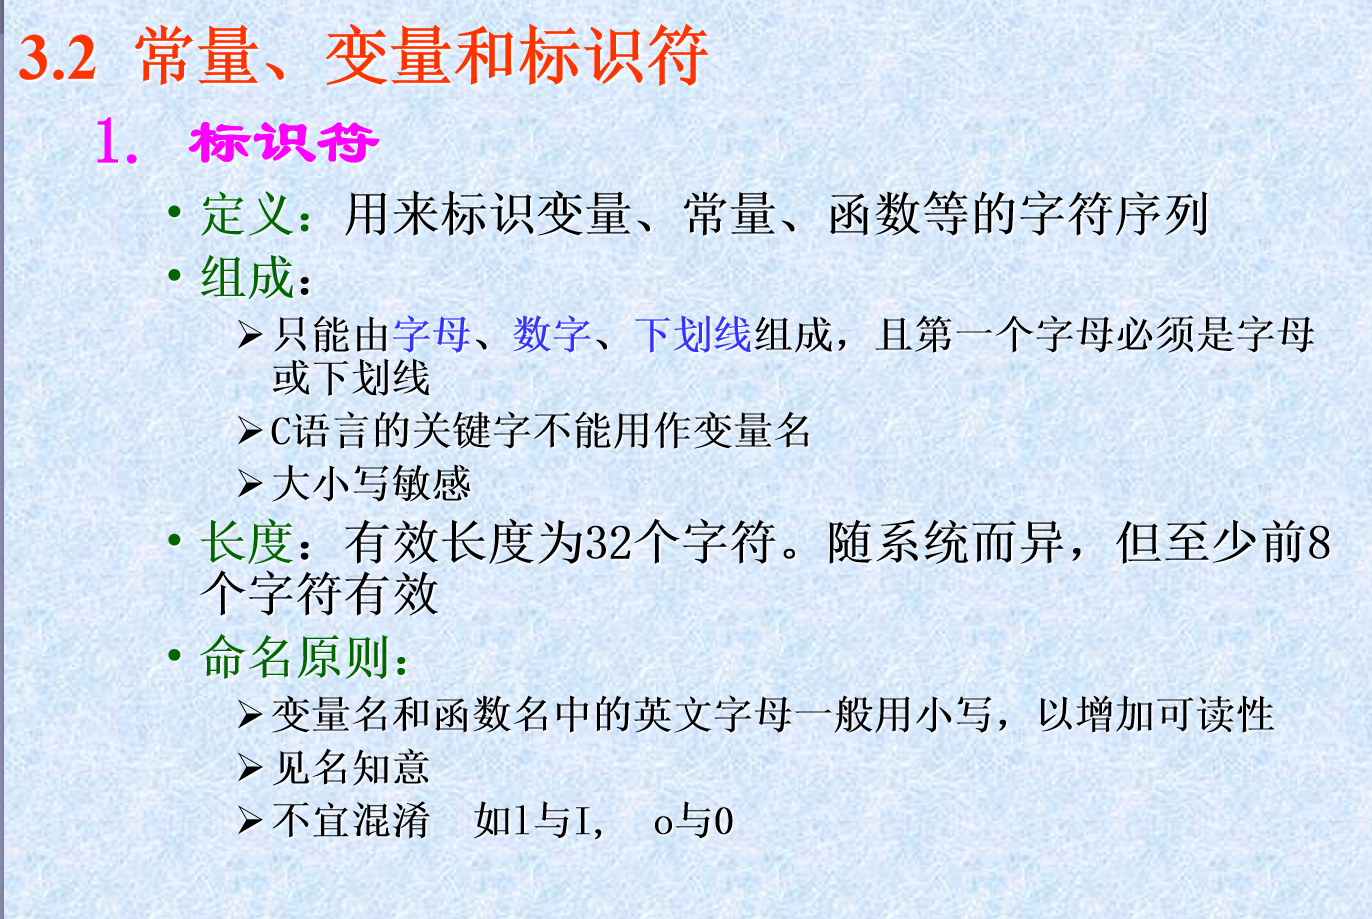 3.2 常量、变量和标识符
1. 标识符
•定义：用来标识变量、常量、函数等的字符序列
•组成：
➢只能由字母、数字、下划线组成，且第一个字母必须是字母
或下划线
➢C语言的关键字不能用作变量名
➢大小写敏感
•长度：有效长度为32个字符。随系统而异，但至少前8
个字符有效
•命名原则：
➢变量名和函数名中的英文字母一般用小写，以增加可读性
➢见名知意
➢不宜混淆 如l与I, o与0